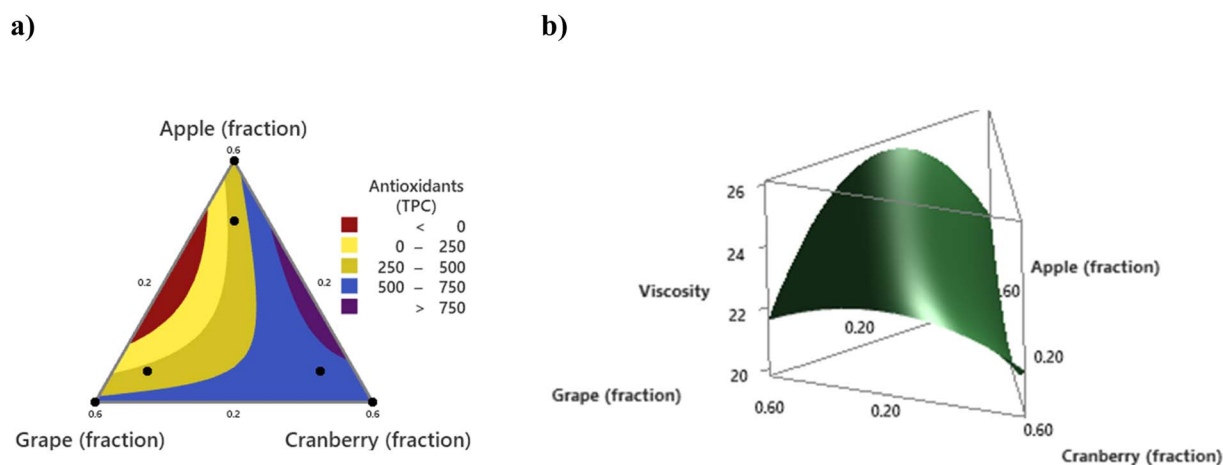 a)
Apple (fraction)
0.6
Antioxidants
(TPC)
< 0
0 – 250
250 – 500
500 – 750
> 750
0.2
0.2
0.6
0.2
0.6
Grape (fraction)
Cranberry (fraction)
b)
26
24
Viscosity
22
20
Apple (fraction)
.60
0.20
0.20
Grape (fraction)
0.60
0.20
0.60
Cranberry (fraction)